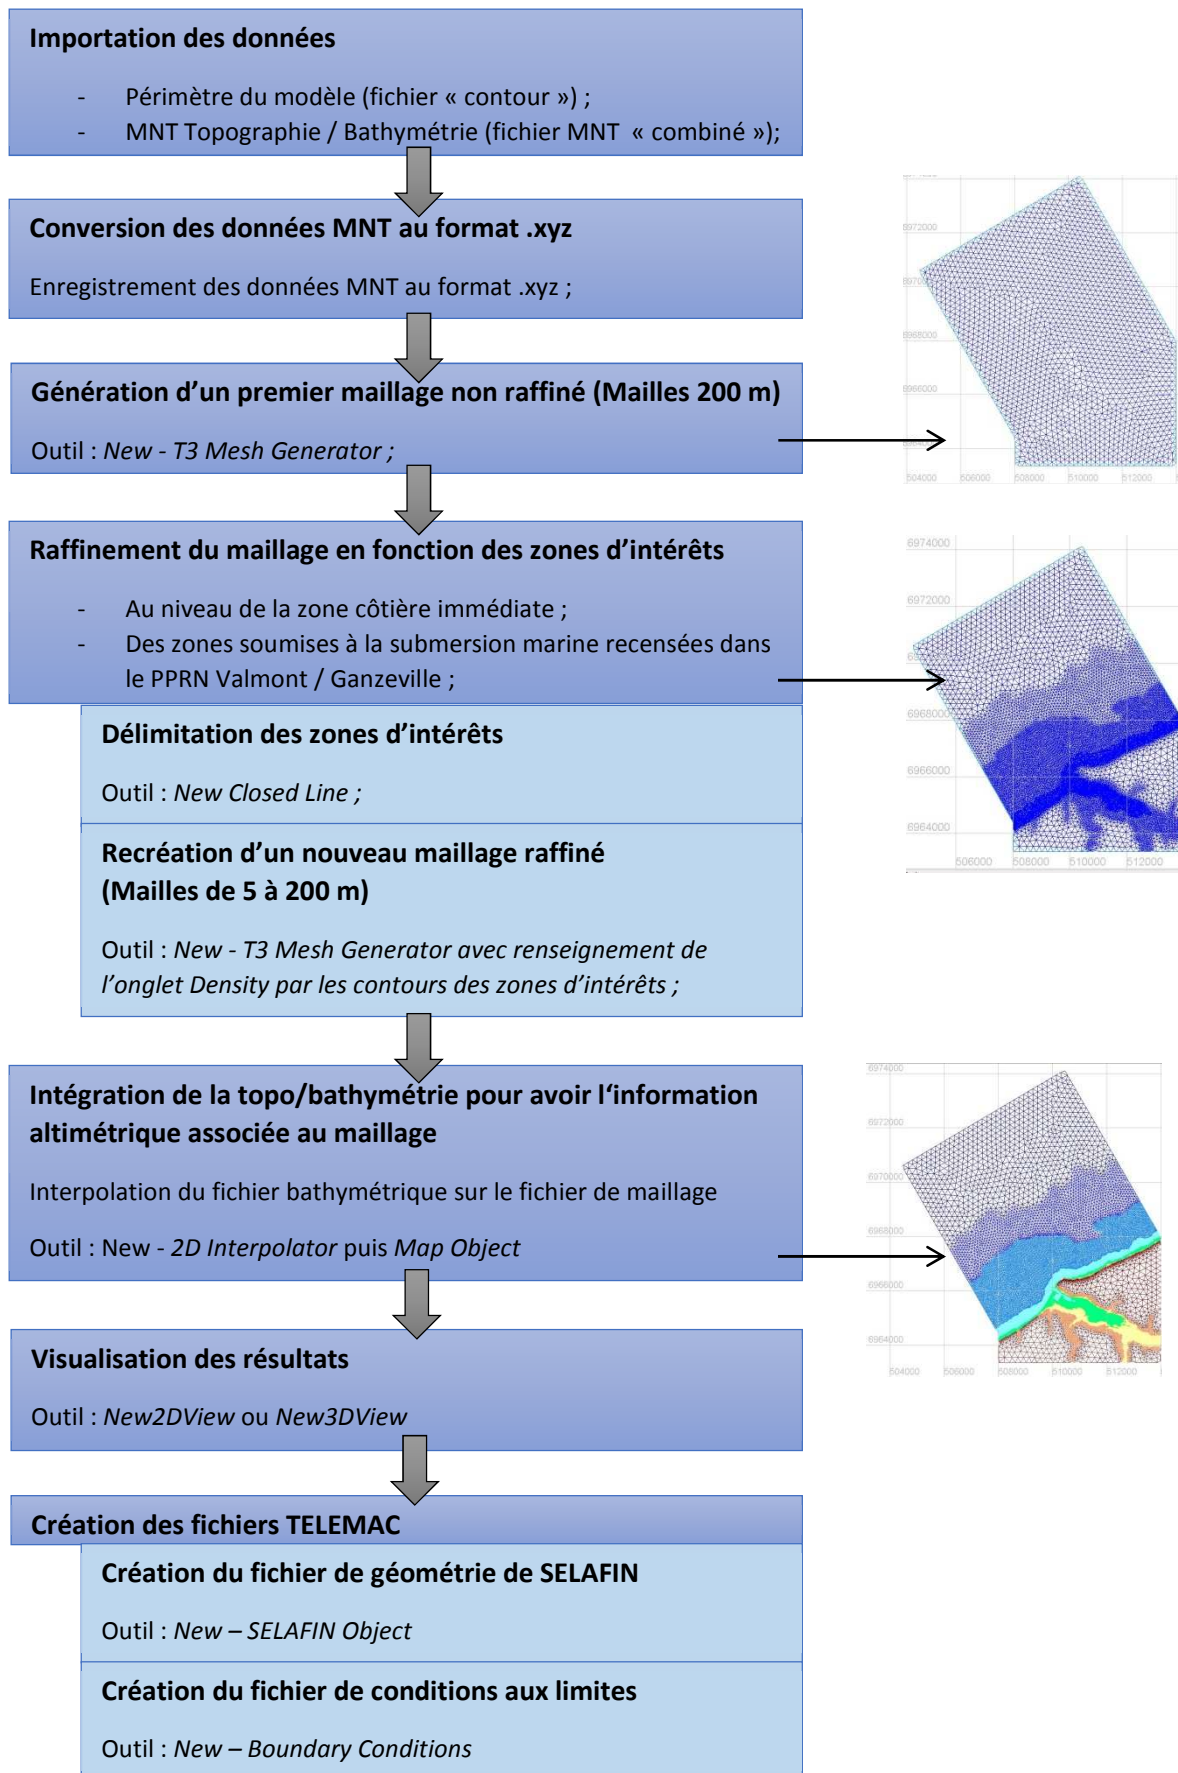 Importation des données
- Périmètre du modèle (fichier « contour ») ;
- MNT Topographie / Bathymétrie (fichier MNT « combiné »);
Conversion des données MNT au format .xyz
Enregistrement des données MNT au format .xyz ;
Génération d’un premier maillage non raffiné (Mailles 200 m)
Outil : New - T3 Mesh Generator ;
6972000
6968000
6966000
504000 506000 508000 510000 512000
Raffinement du maillage en fonction des zones d’intérêts
- Au niveau de la zone côtière immédiate ;
- Des zones soumises à la submersion marine recensées dans
le PPRN Valmont / Ganzeville ;
Délimitation des zones d’intérêts
Outil : New Closed Line ;
Recréation d’un nouveau maillage raffiné
(Mailles de 5 à 200 m)
Outil : New - T3 Mesh Generator avec renseignement de
l’onglet Density par les contours des zones d’intérêts ;
6974000
6972000
6968000
6966000
6964000
506000 508000 510000 512000
Intégration de la topo/bathymétrie pour avoir l‘information
altimétrique associée au maillage
Interpolation du fichier bathymétrique sur le fichier de maillage
Outil : New - 2D Interpolator puis Map Object
6974000
6972000
6970000
6968000
6966000
6964000
504000 506000 508000 510000 512000
Visualisation des résultats
Outil : New2DView ou New3DView
Création des fichiers TELEMAC
Création du fichier de géométrie de SELAFIN
Outil : New – SELAFIN Object
Création du fichier de conditions aux limites
Outil : New – Boundary Conditions